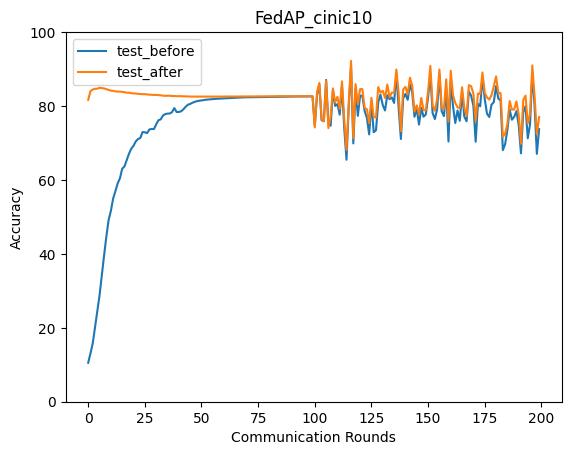 FedAP_cinic10
test_before
test_after
100
80
60
40
20
0
Accuracy
0 25 50 75 100 125 150 175 200
Communication Rounds